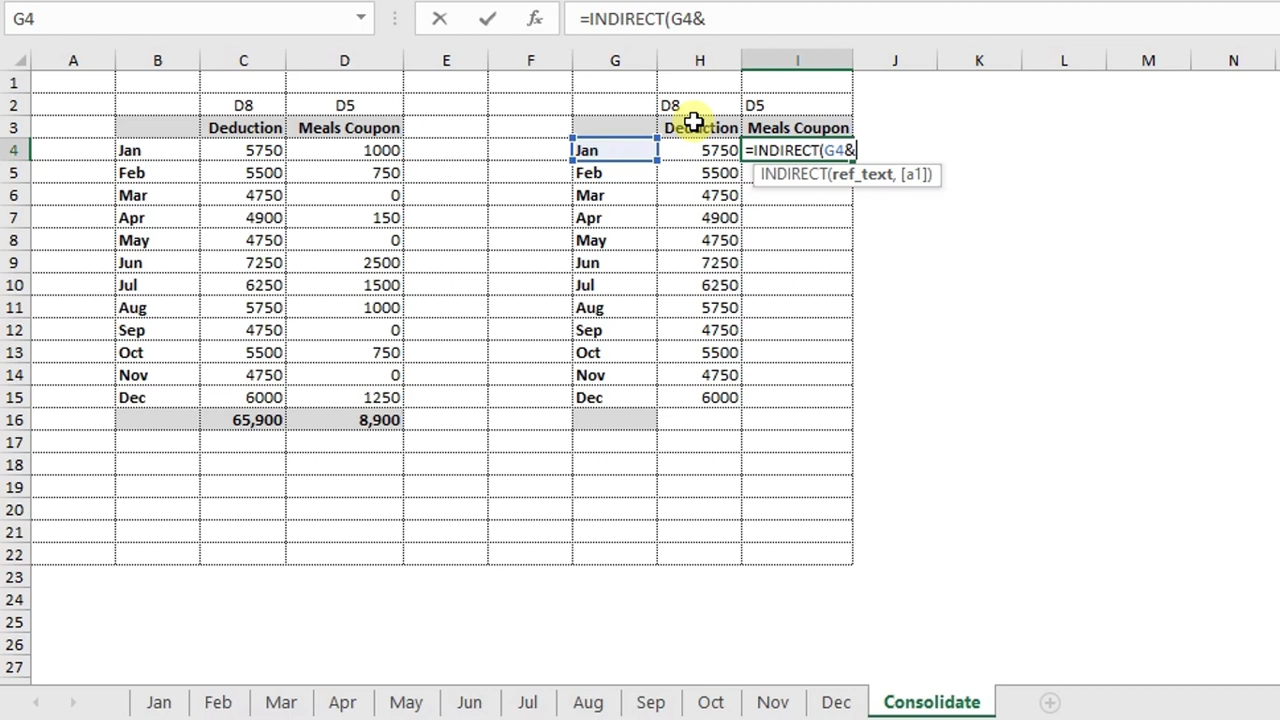 G4 =INDIRECT(G4&
A B C D E F G H I J K L M N
1
2 D8 D5 D8 D5
3 Deduction Meals Coupon Deduction Meals Coupon
4 Jan 5750 1000 Jan 5750 =INDIRECT(G4&
5 Feb 5500 750 Feb 5500 INDIRECT(ref_text, [a1])
6 Mar 4750 0 Mar 4750
7 Apr 4900 150 Apr 4900
8 May 4750 0 May 4750
9 Jun 7250 2500 Jun 7250
10 Jul 6250 1500 Jul 6250
11 Aug 5750 1000 Aug 5750
12 Sep 4750 0 Sep 4750
13 Oct 5500 750 Oct 5500
14 Nov 4750 0 Nov 4750
15 Dec 6000 1250 Dec 6000
16 65,900 8,900
17
18
19
20
21
22
23
24
25
26
27
Jan Feb Mar Apr May Jun Jul Aug Sep Oct Nov Dec Consolidate